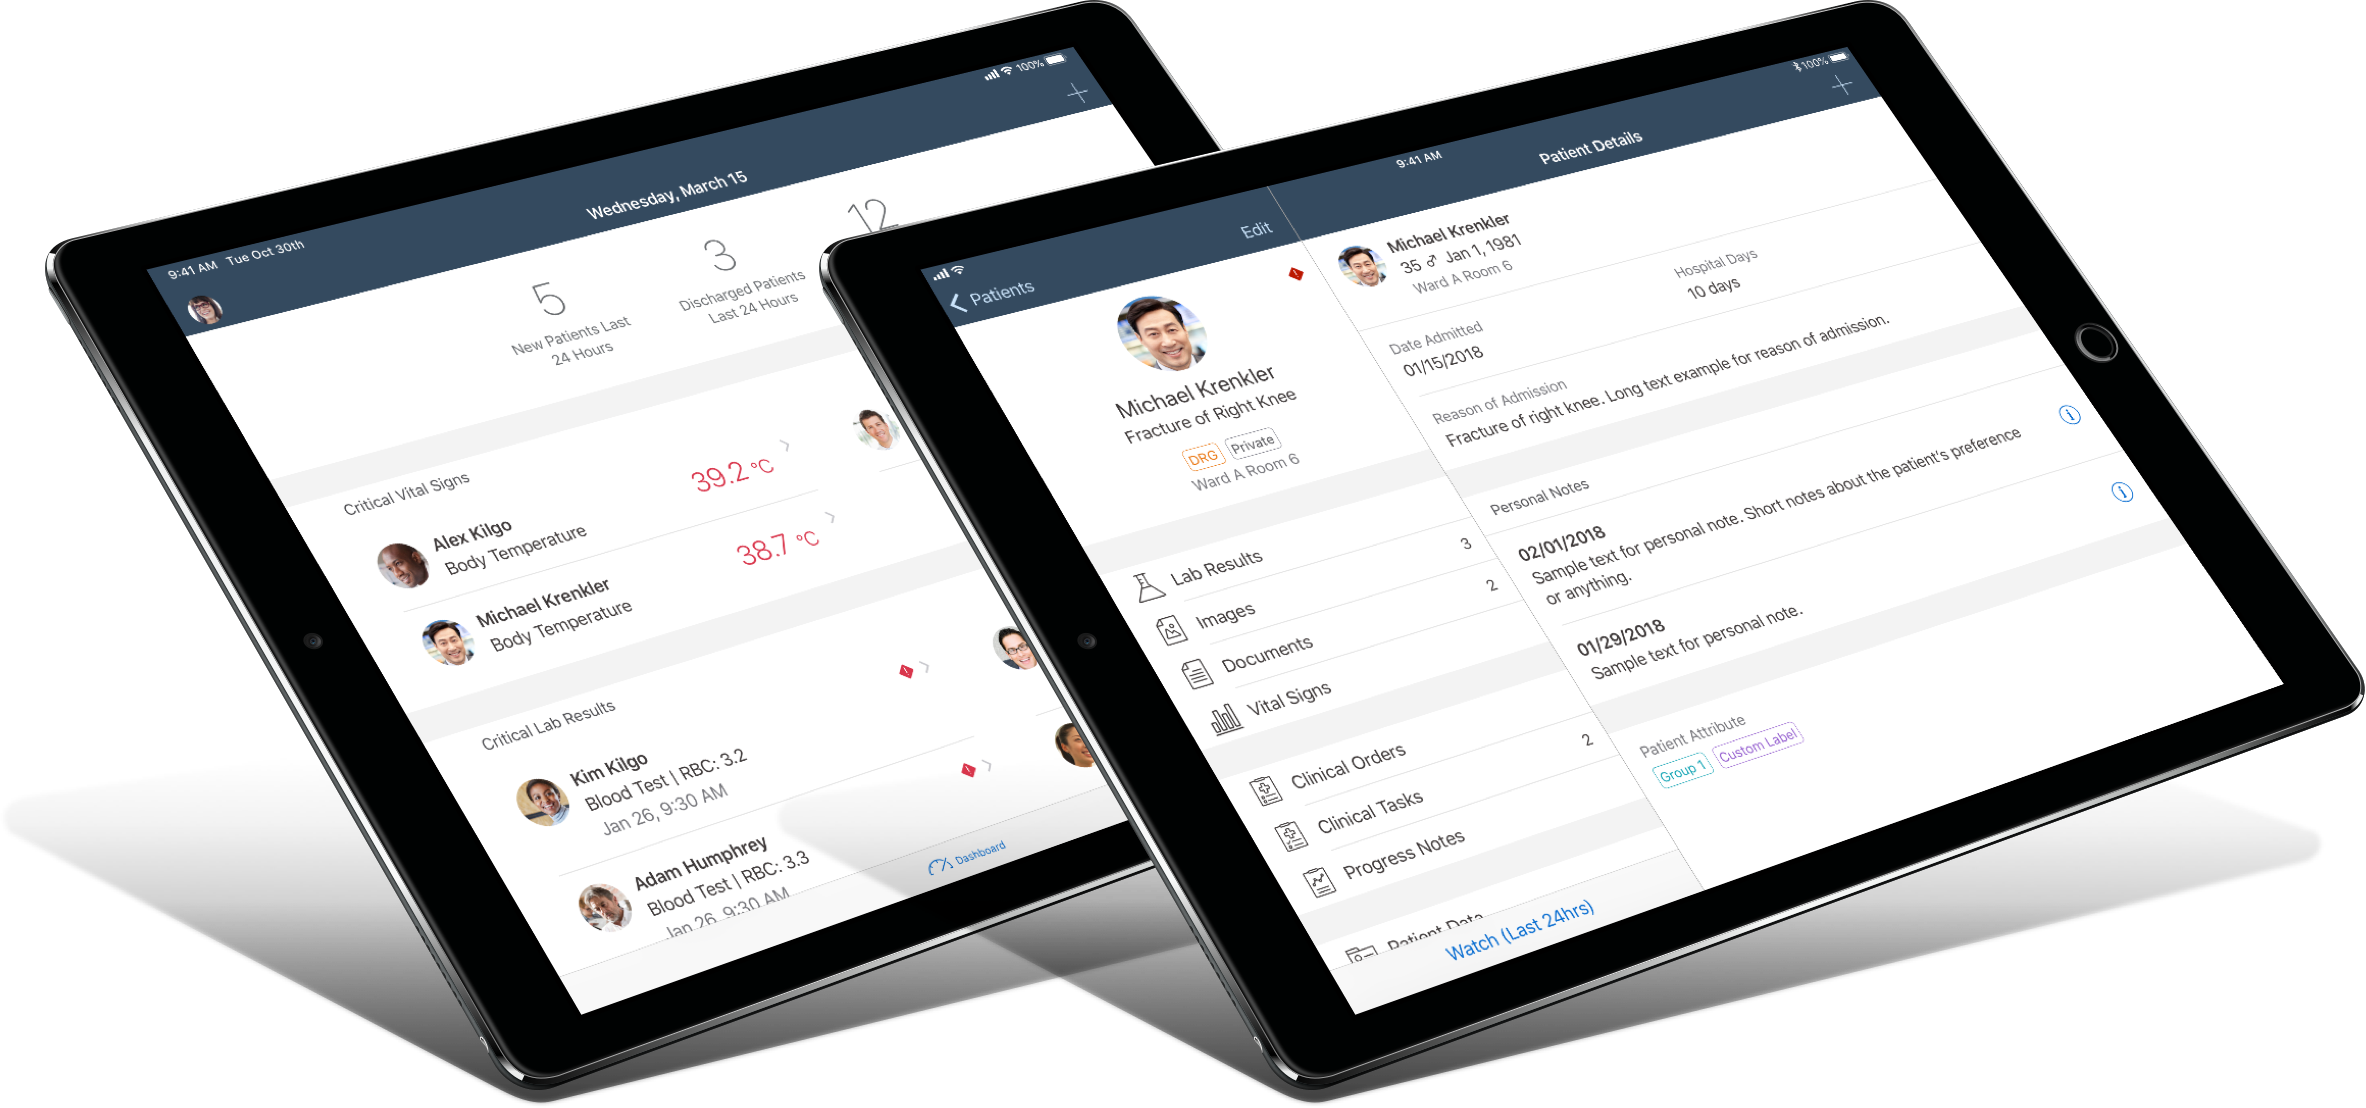 9:41 AM Tue Oct 30th
100%
Wednesday, March 15
5
New Patients Last
24 Hours
3
Discharged Patients
Last 24 Hours
12
Critical Vital Signs
Alex Kilgo
Body Temperature
39.2 °C
Michael Krenkler
Body Temperature
38.7 °C
Critical Lab Results
Kim Kilgo
Blood Test | RBC: 3.2
Jan 26, 9:30 AM
Adam Humphrey
Blood Test | RBC: 3.3
Jan 26, 9:30 AM
Dashboard
9:41 AM
100%
Patients
Edit
Patient Details
Michael Krenkler
Fracture of Right Knee
DRG Private
Ward A Room 6
Lab Results 3
Images 2
Documents
Vital Signs
Clinical Orders 2
Clinical Tasks
Progress Notes
Patient Data
Watch (Last 24hrs)
Michael Krenkler
35 ♂ Jan 1, 1981
Ward A Room 6
Date Admitted
01/15/2018
Hospital Days
10 days
Reason of Admission
Fracture of right knee. Long text example for reason of admission.
Personal Notes
02/01/2018
Sample text for personal note. Short notes about the patient's preference
or anything.
01/29/2018
Sample text for personal note.
Patient Attribute
Group 1 Custom Label